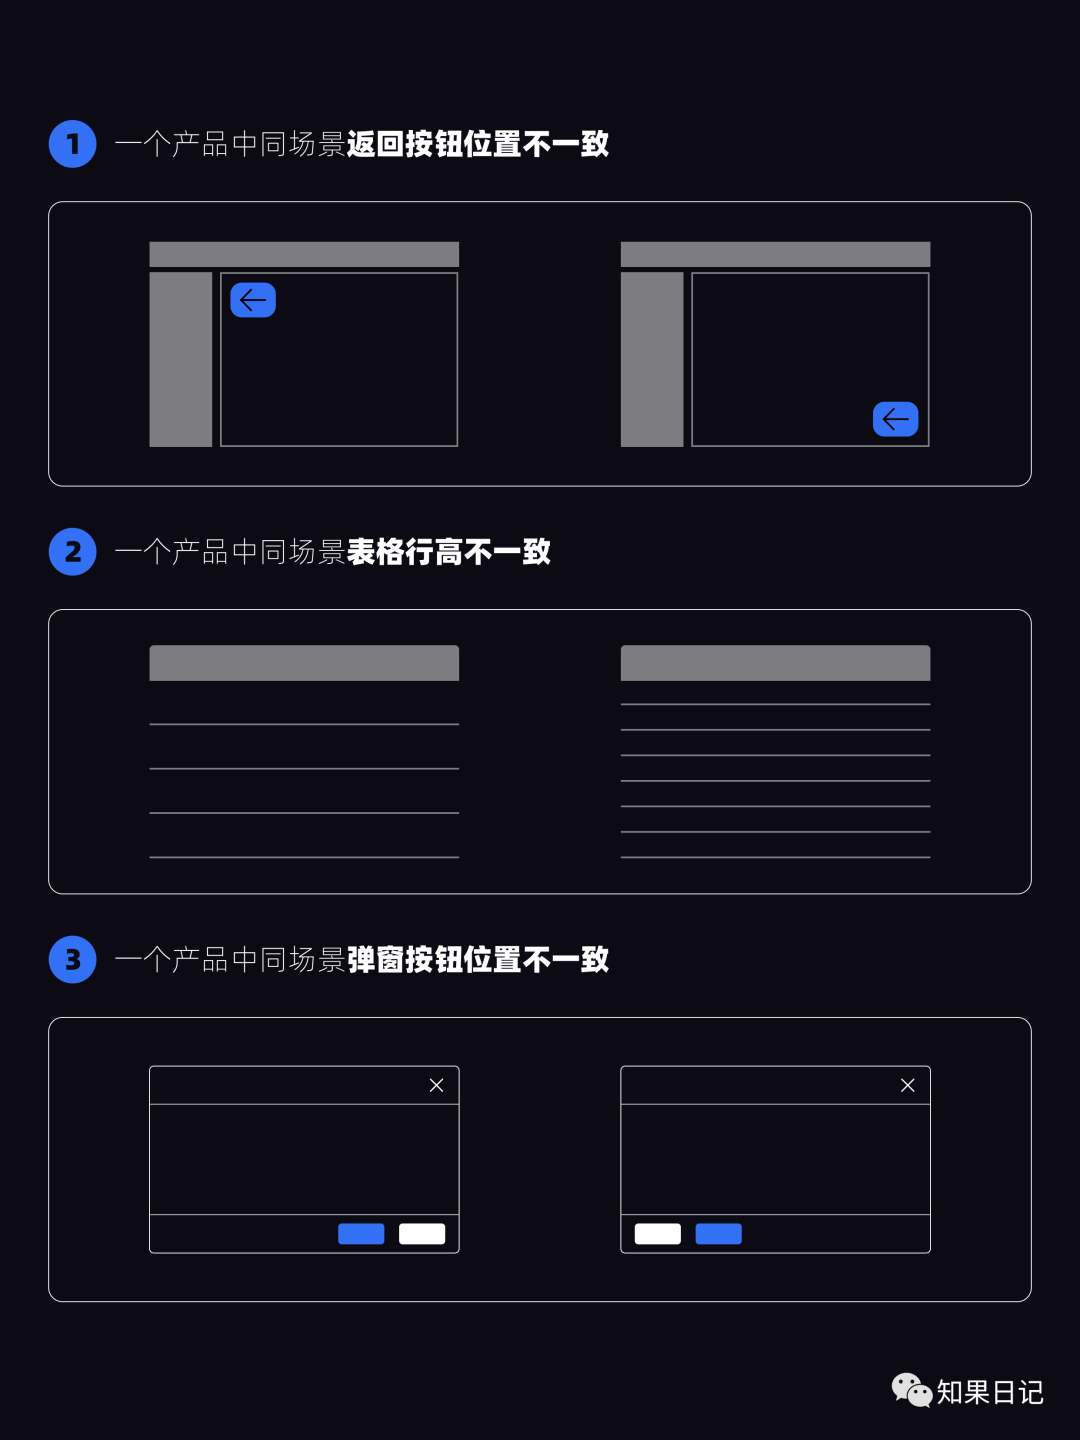 1 一个产品中同场景返回按钮位置不一致
2 一个产品中同场景表格行高不一致
3 一个产品中同场景弹窗按钮位置不一致
知果日记